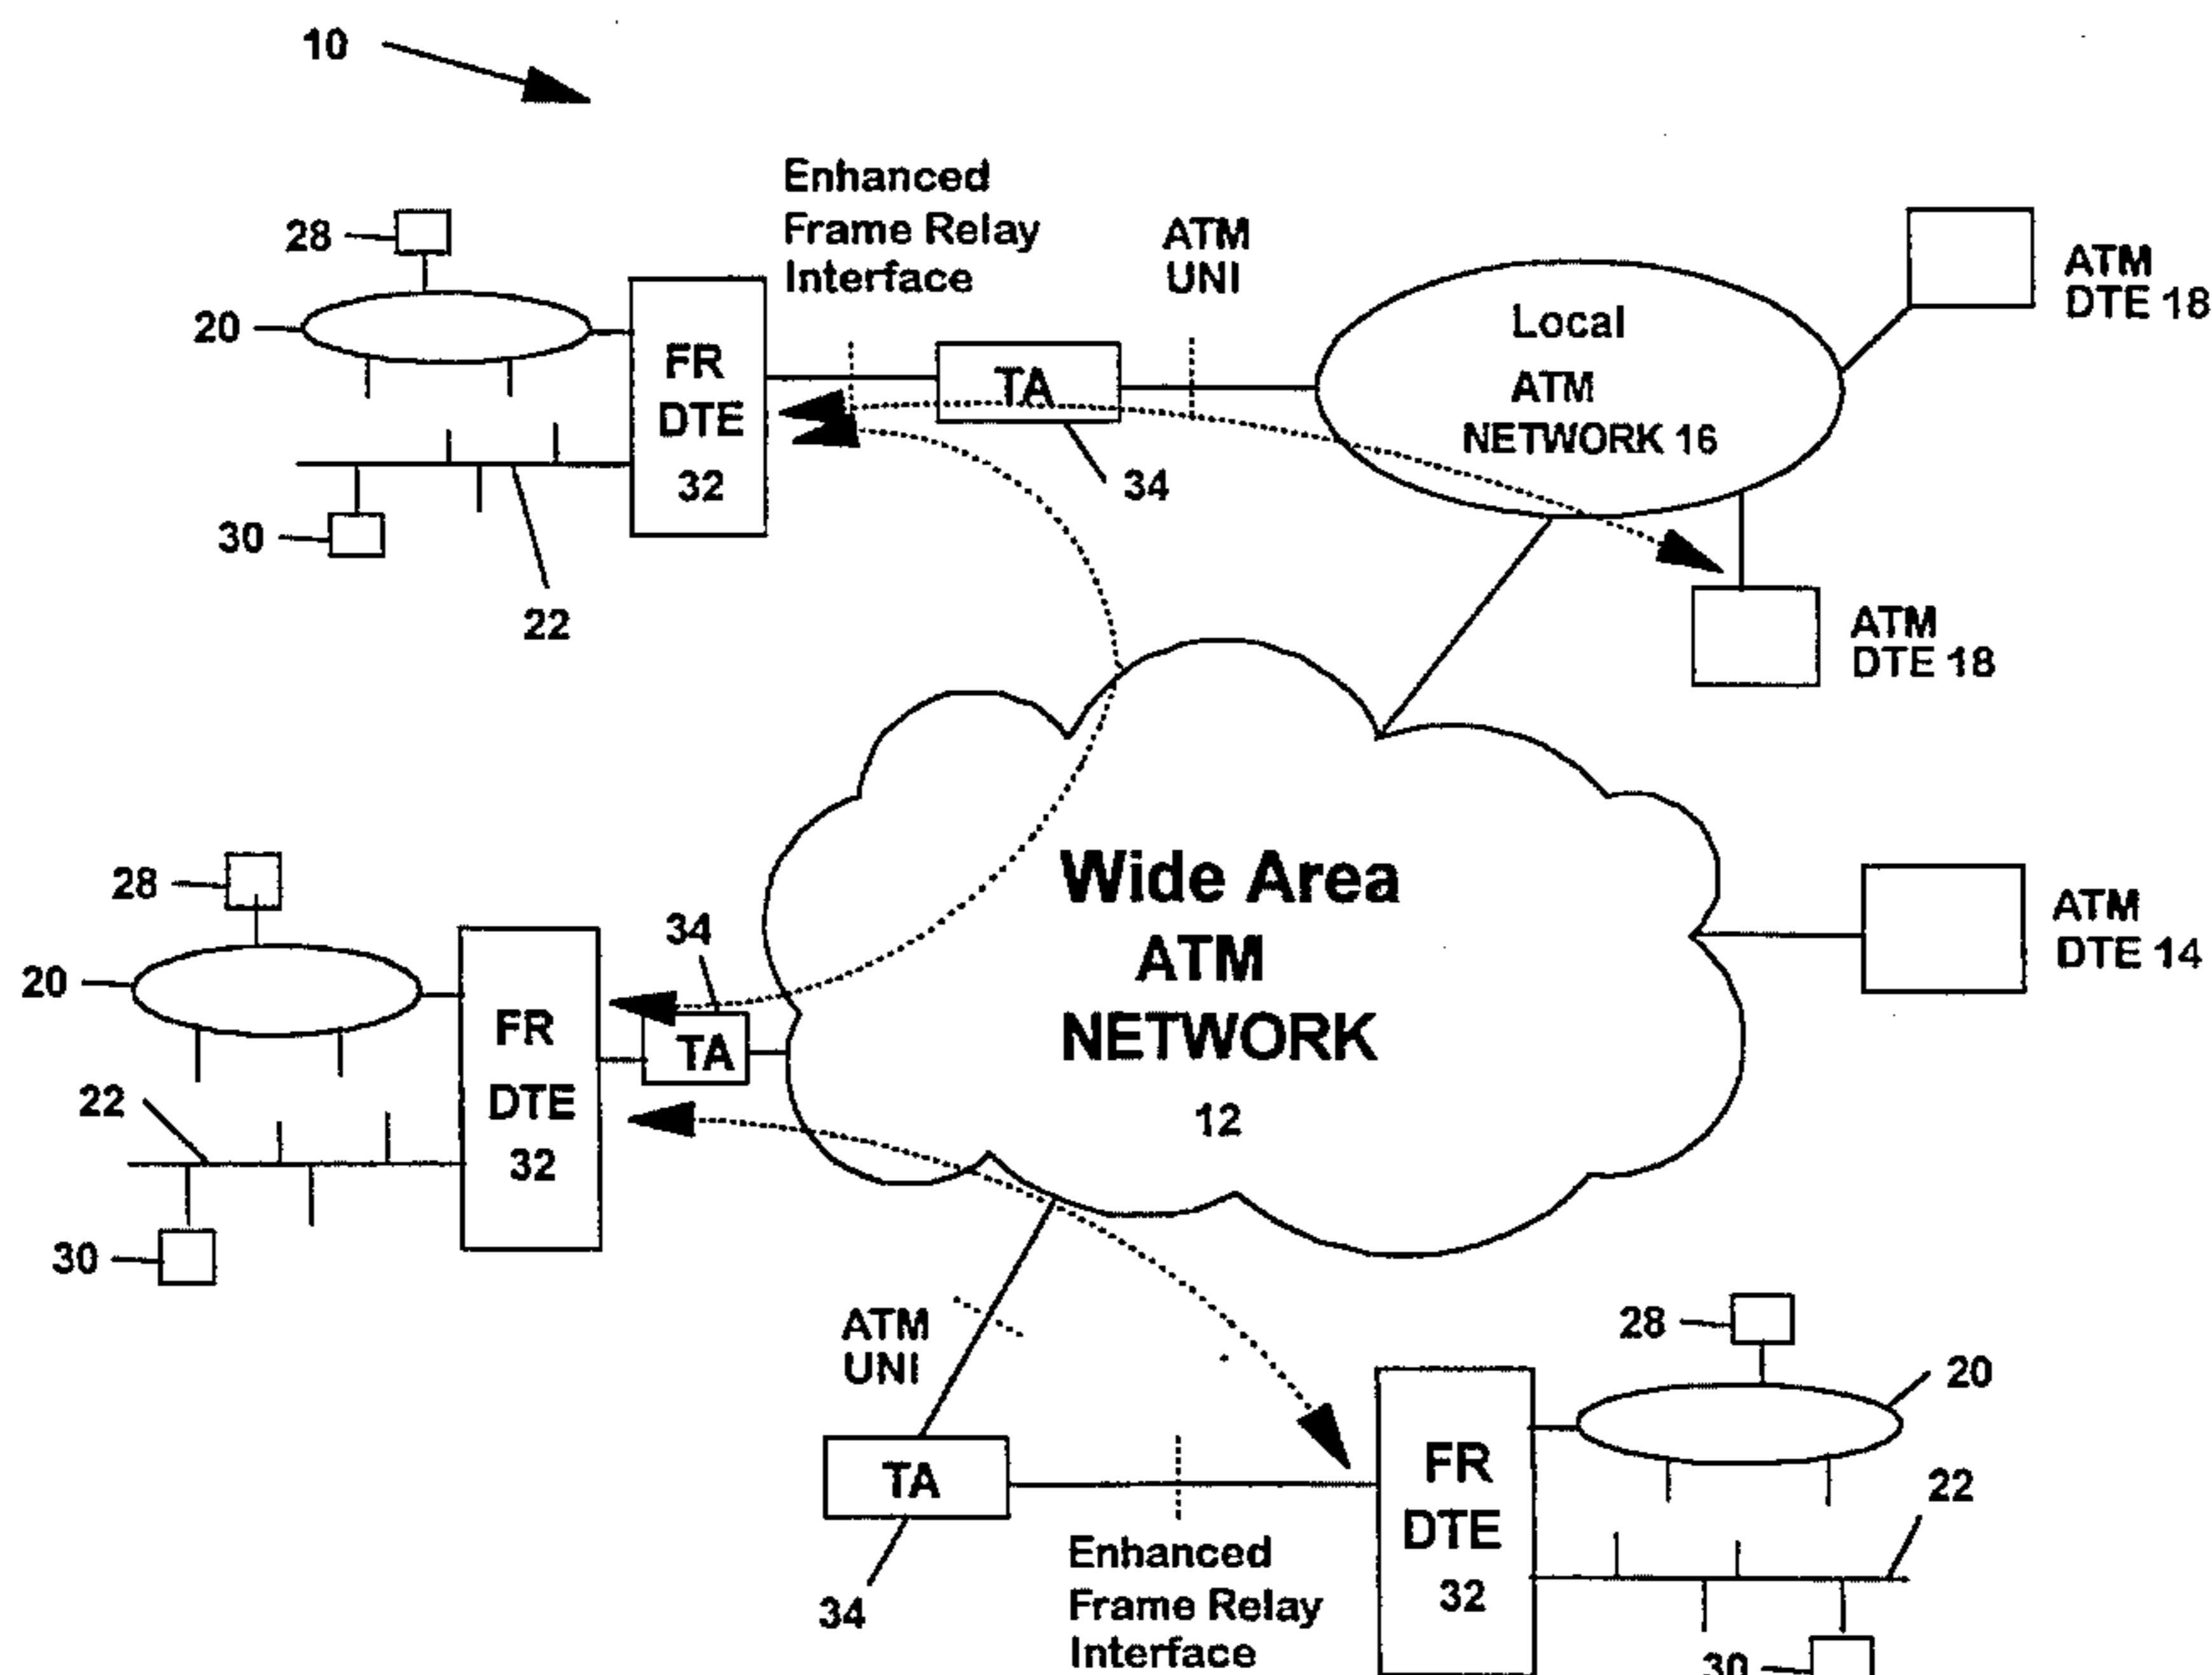 10
Enhanced
Frame Relay
Interface
ATM
UNI
28
20
FR
DTE
32
30
22
TA
34
Local
ATM
NETWORK 16
ATM
DTE 18
ATM
DTE 18
28
20
22
30
FR
DTE
32
34
TA
Wide Area
ATM
NETWORK
12
ATM
DTE 14
ATM
UNI
TA
34
Enhanced
Frame Relay
Interface
FR
DTE
32
28
20
22
30